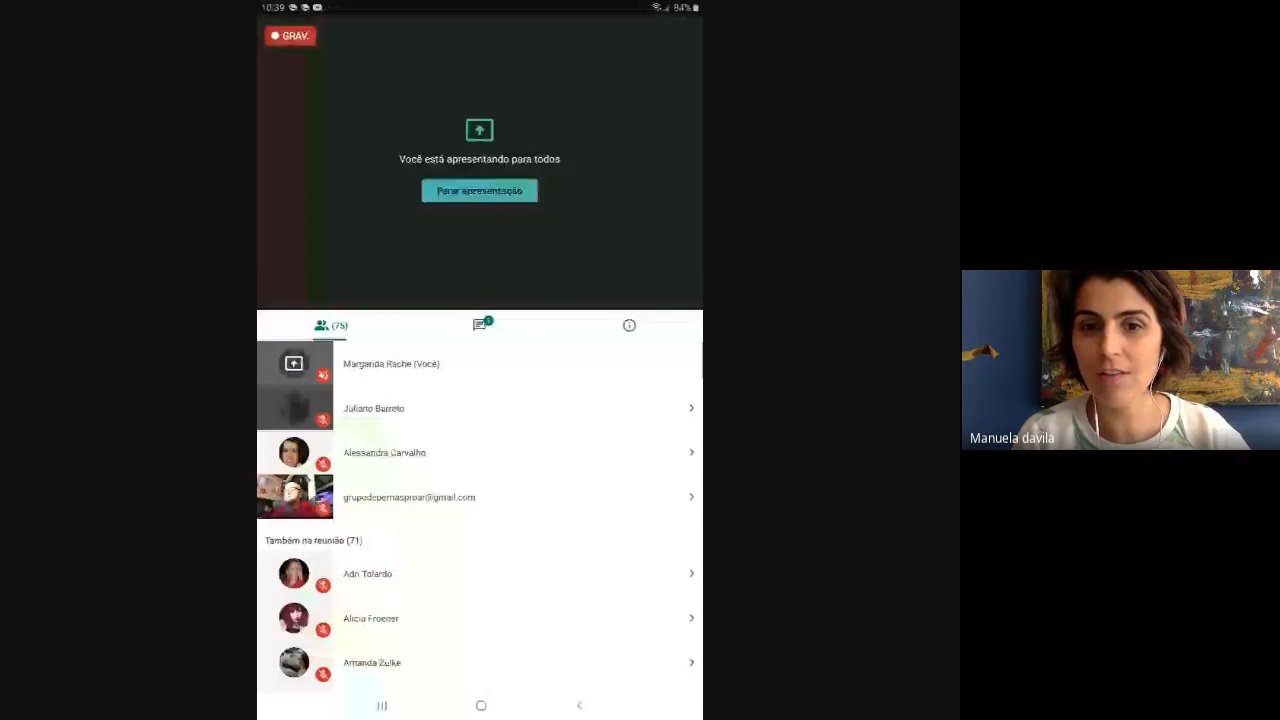 10:39
84%
GRAV.
Você está apresentando para todos
Parar apresentação
(75)
1
Margarida Rache (Você)
Juliano Barreto
Alessandra Carvalho
grupodepernasproar@gmail.com
Também na reunião (71)
Adri Tolardo
Alicia Froener
Amanda Zulke
Manuela davila